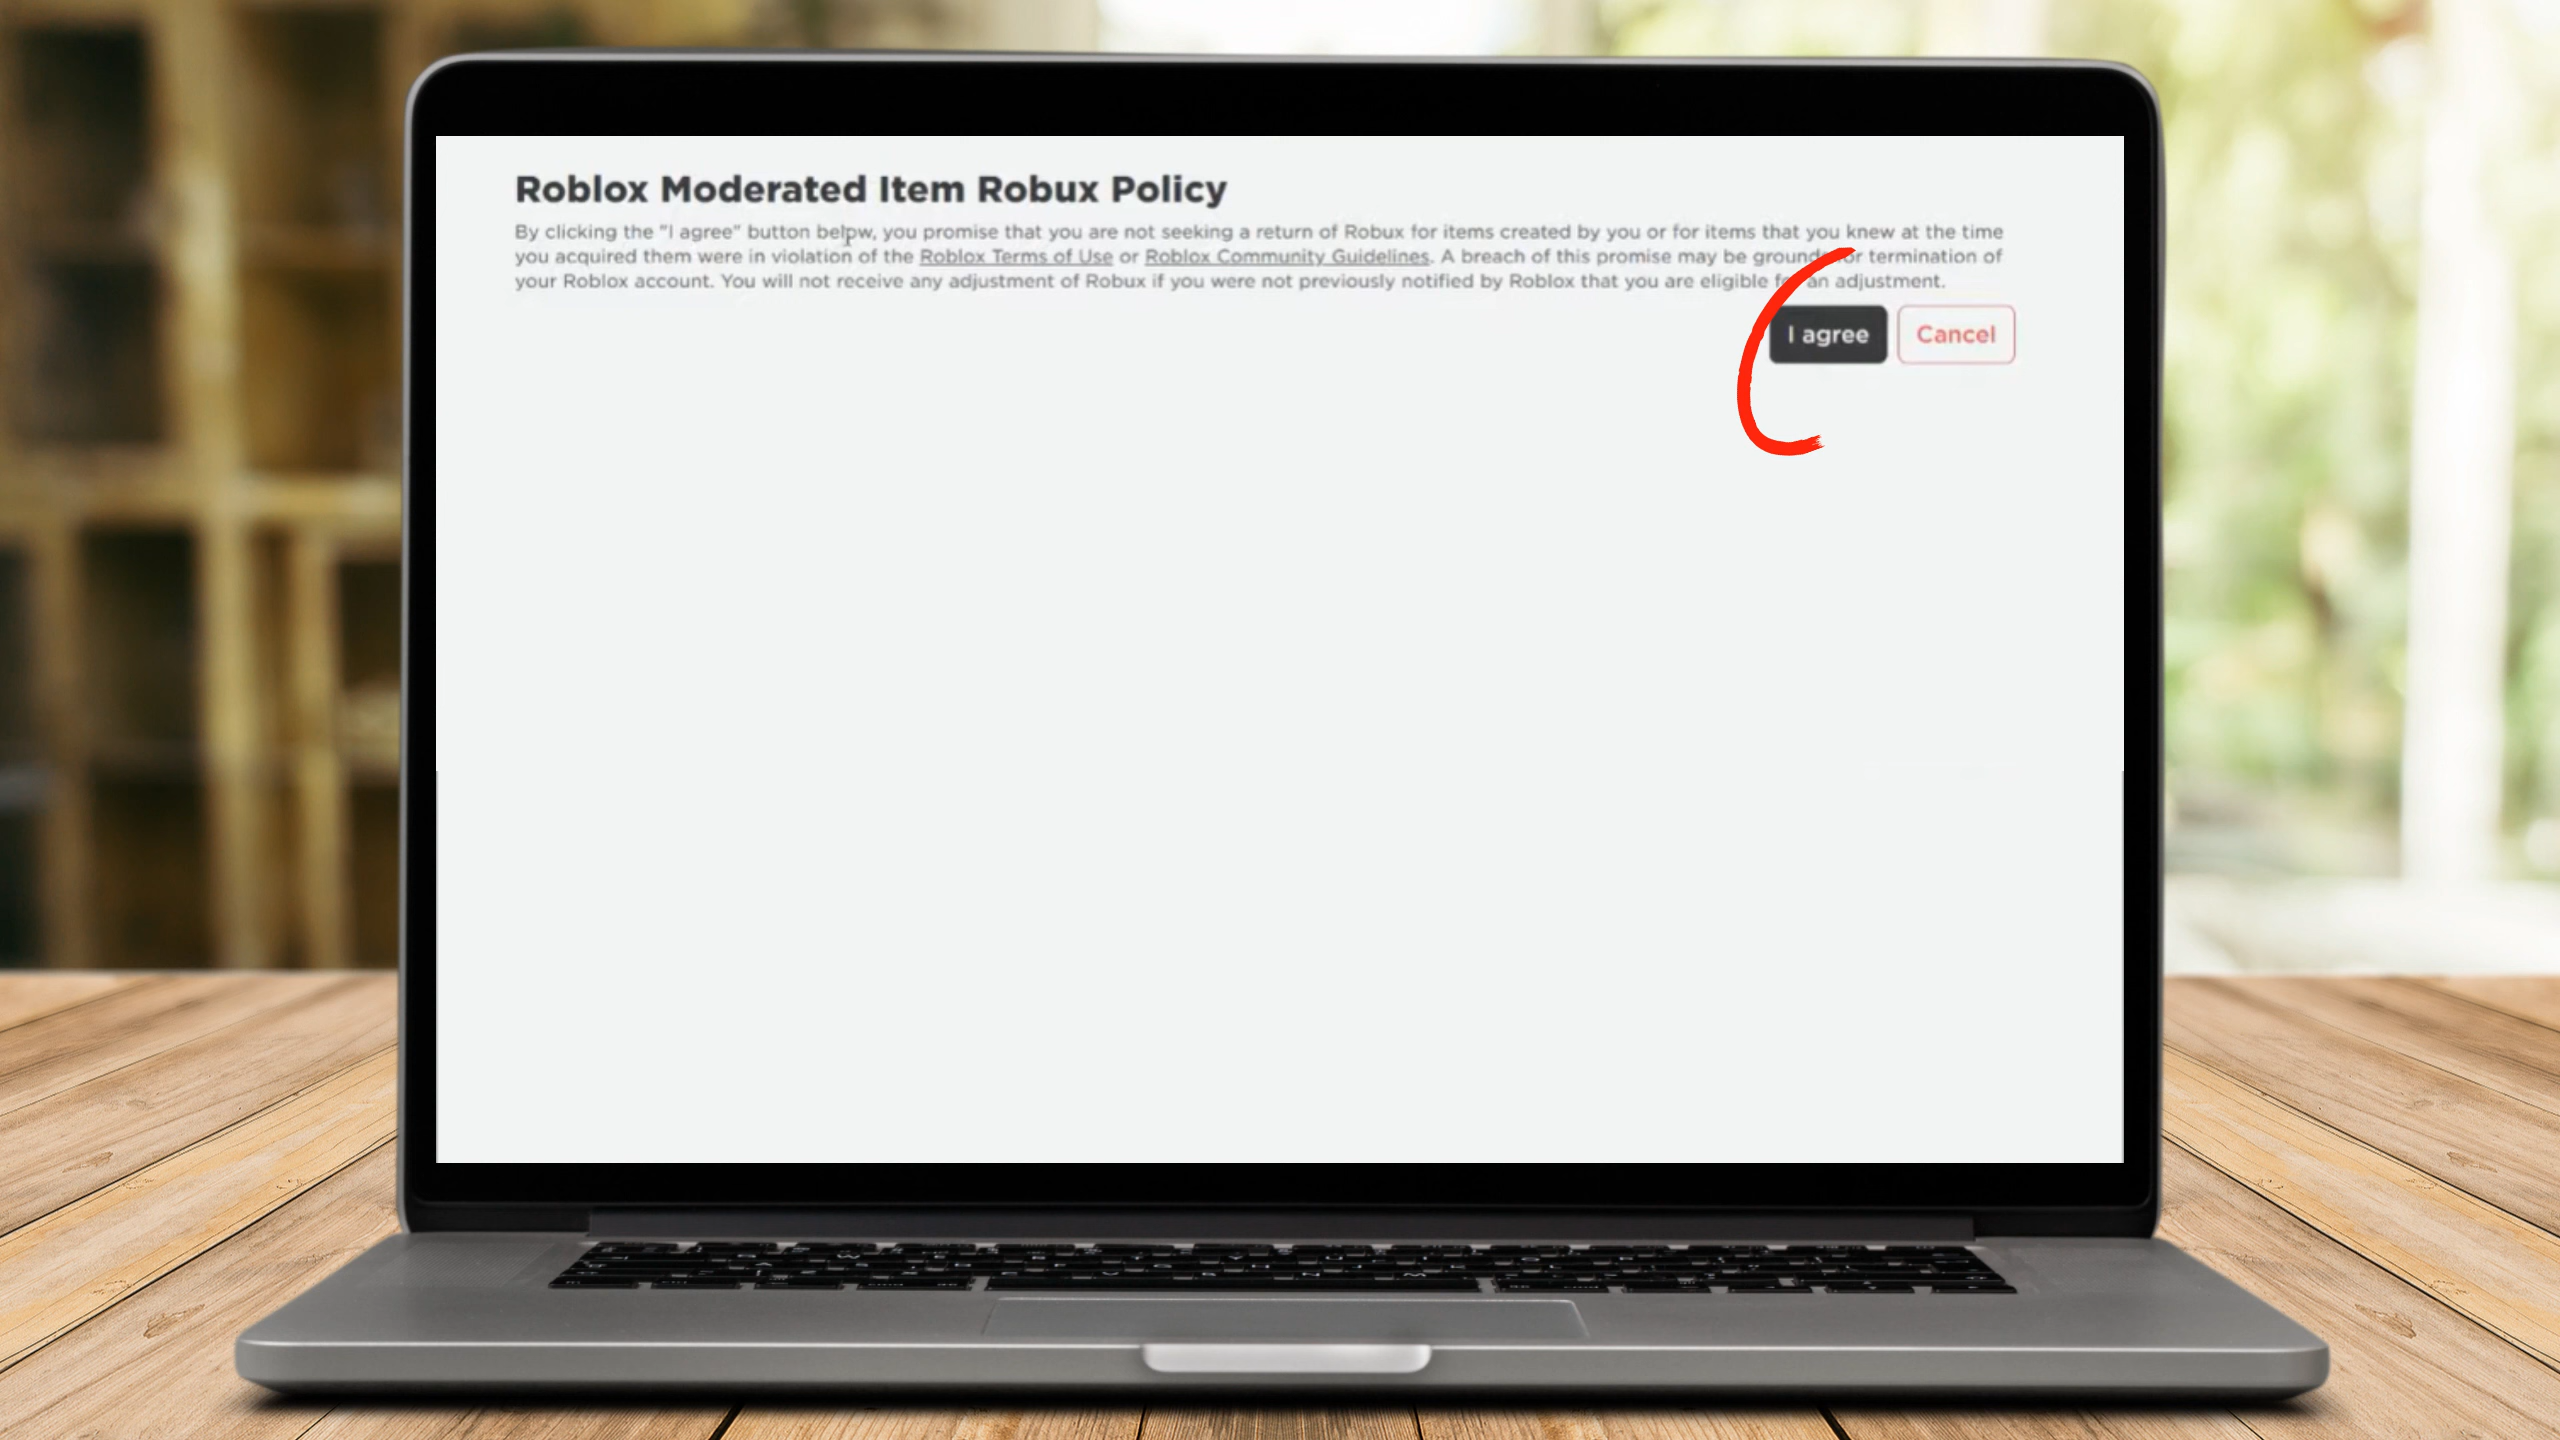 Roblox Moderated Item Robux Policy
By clicking the "I agree" button below, you promise that you are not seeking a return of Robux for items created by you or for items that you knew at the time
you acquired them were in violation of the Roblox Terms of Use or Roblox Community Guidelines. A breach of this promise may be grounds for termination of
your Roblox account. You will not receive any adjustment of Robux if you were not previously notified by Roblox that you are eligible for an adjustment.
I agree Cancel